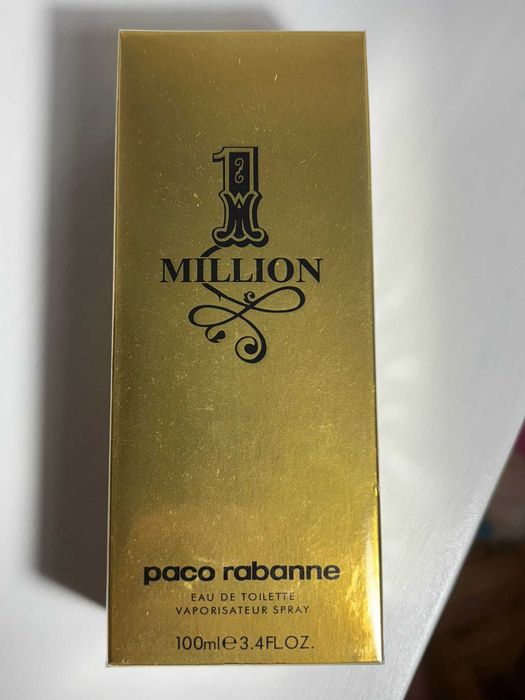 1
MILLION
paco rabanne
EAU DE TOILETTE
VAPORISATEUR SPRAY
100ml℮3.4FL.OZ.